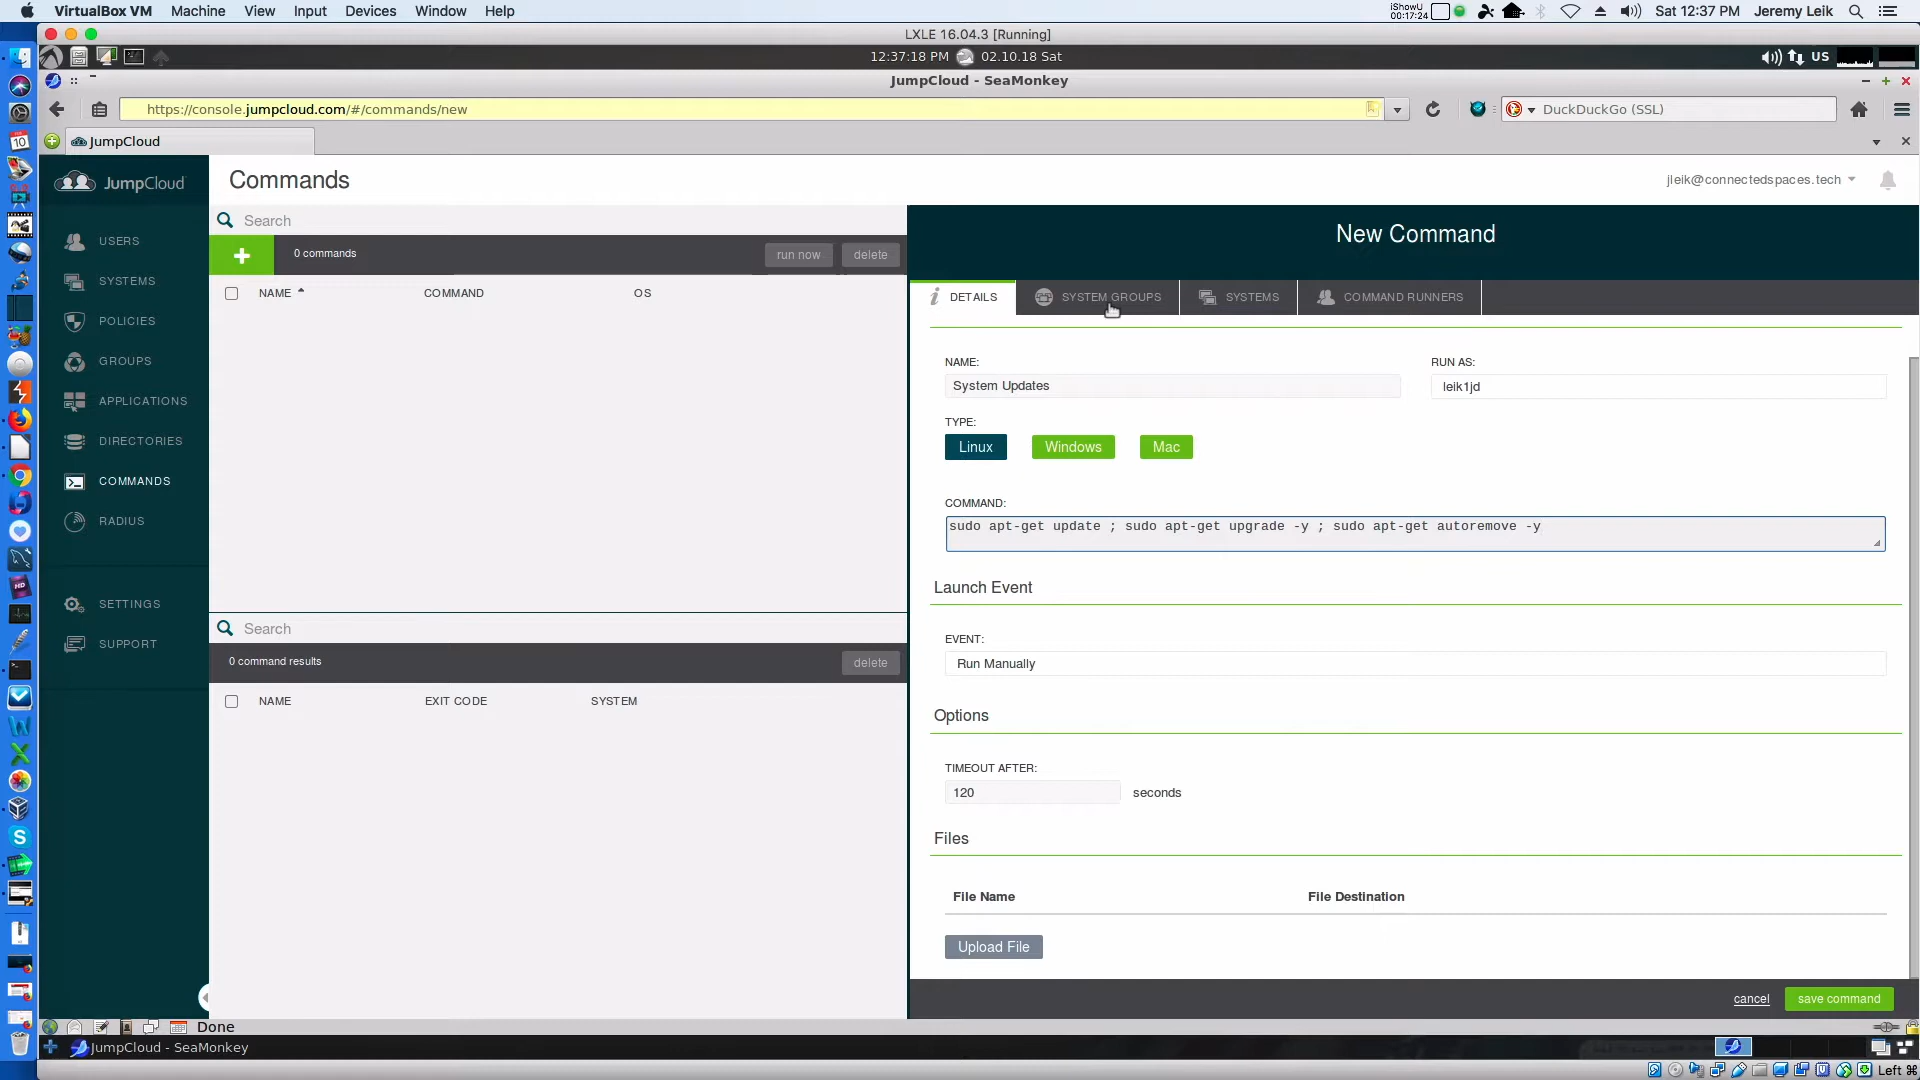 VirtualBox VM Machine View Input Devices Window Help
iShowU
00:17:24
Sat 12:37 PM Jeremy Leik
LXLE 16.04.3 [Running]
12:37:18 PM 02.10.18 Sat
US
JumpCloud - SeaMonkey
https://console.jumpcloud.com/#/commands/new
DuckDuckGo (SSL)
JumpCloud
JumpCloud
Commands
jleik@connectedspaces.tech
USERS
SYSTEMS
POLICIES
GROUPS
APPLICATIONS
DIRECTORIES
COMMANDS
RADIUS
SETTINGS
SUPPORT
Search
0 commands run now delete
NAME COMMAND OS
Search
0 command results delete
NAME EXIT CODE SYSTEM
New Command
DETAILS SYSTEM GROUPS SYSTEMS COMMAND RUNNERS
NAME: RUN AS:
System Updates leik1jd
TYPE:
Linux Windows Mac
COMMAND:
sudo apt-get update ; sudo apt-get upgrade -y ; sudo apt-get autoremove -y
Launch Event
EVENT:
Run Manually
Options
TIMEOUT AFTER:
120 seconds
Files
File Name File Destination
Upload File
cancel save command
Done
JumpCloud - SeaMonkey
Left ⌘